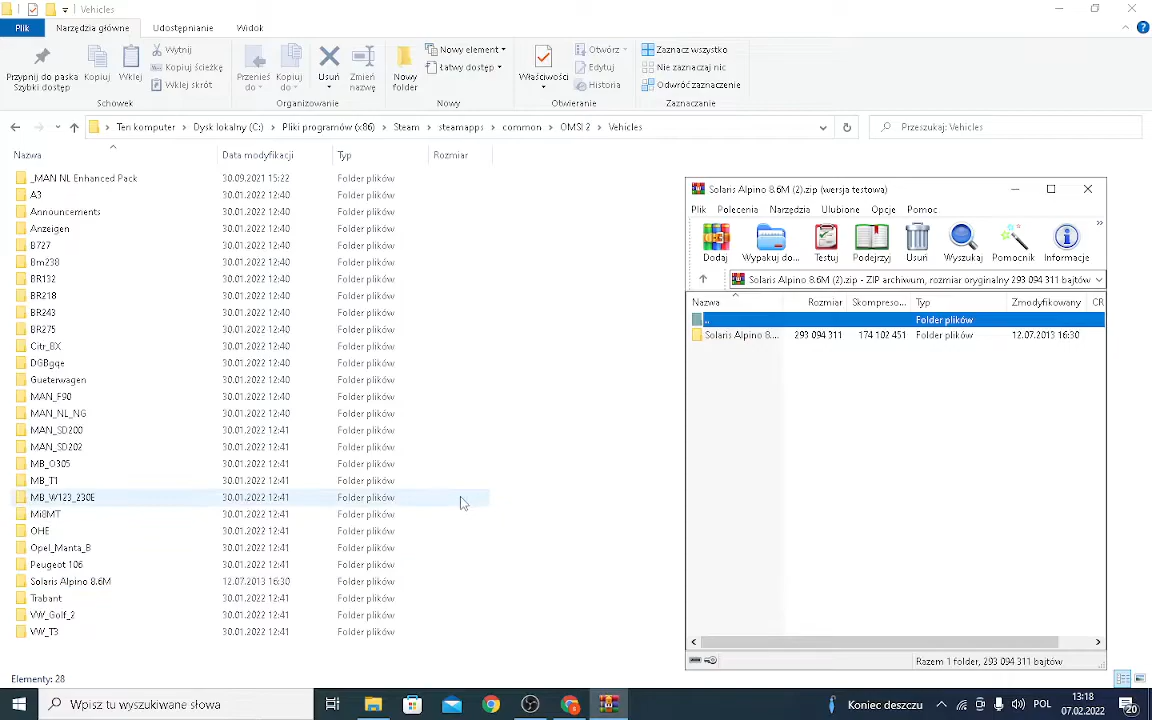 Vehicles
Plik Narzędzia główne Udostępnianie Widok
Przypnij do paska Szybki dostęp
Kopiuj
Wklej
Wytnij
Kopiuj ścieżkę
Wklej skrót
Przenieś do
Kopiuj do
Usuń
Zmień nazwę
Nowy folder
Nowy element
Łatwy dostęp
Właściwości
Otwórz
Edytuj
Historia
Zaznacz wszystko
Nie zaznaczaj nic
Odwróć zaznaczenie
Schowek Organizowanie Nowy Otwieranie Zaznaczanie
Ten komputer Dysk lokalny (C:) Pliki programów (x86) Steam steamapps common OMSI 2 Vehicles
Przeszukaj: Vehicles
Nazwa Data modyfikacji Typ Rozmiar
_MAN NL Enhanced Pack 30.09.2021 15:22 Folder plików
A3 30.01.2022 12:40 Folder plików
Announcements 30.01.2022 12:40 Folder plików
Anzeigen 30.01.2022 12:40 Folder plików
B727 30.01.2022 12:40 Folder plików
Bm238 30.01.2022 12:40 Folder plików
BR132 30.01.2022 12:40 Folder plików
BR218 30.01.2022 12:40 Folder plików
BR243 30.01.2022 12:40 Folder plików
BR275 30.01.2022 12:40 Folder plików
Citr_BX 30.01.2022 12:40 Folder plików
DGBgqe 30.01.2022 12:40 Folder plików
Gueterwagen 30.01.2022 12:40 Folder plików
MAN_F90 30.01.2022 12:40 Folder plików
MAN_NL_NG 30.01.2022 12:40 Folder plików
MAN_SD200 30.01.2022 12:40 Folder plików
MAN_SD202 30.01.2022 12:41 Folder plików
MB_O305 30.01.2022 12:41 Folder plików
MB_T1 30.01.2022 12:41 Folder plików
MB_W123_230E 30.01.2022 12:41 Folder plików
Mi8MT 30.01.2022 12:41 Folder plików
OHE 30.01.2022 12:41 Folder plików
Opel_Manta_B 30.01.2022 12:41 Folder plików
Peugeot 106 30.01.2022 12:41 Folder plików
Solaris Alpino 8.6M 12.07.2013 16:30 Folder plików
Trabant 30.01.2022 12:41 Folder plików
VW_Golf_2 30.01.2022 12:41 Folder plików
VW_T3 30.01.2022 12:41 Folder plików
Elementy: 28
Solaris Alpino 8.6M (2).zip (wersja testowa)
Plik Polecenia Narzędzia Ulubione Opcje Pomoc
Dodaj Wypakuj do... Testuj Podejrzyj Usuń Wyszukaj Pomocnik Informacje
Solaris Alpino 8.6M (2).zip - ZIP archiwum, rozmiar oryginalny 293 094 311 bajtów
Nazwa Rozmiar Skompreso... Typ Zmodyfikowany CR
.. Folder plików
Solaris Alpino 8.... 293 094 311 174 102 451 Folder plików 12.07.2013 16:30
Razem 1 folder, 293 094 311 bajtów
Wpisz tu wyszukiwane słowa
Koniec deszczu
POL
13:18
07.02.2022
20